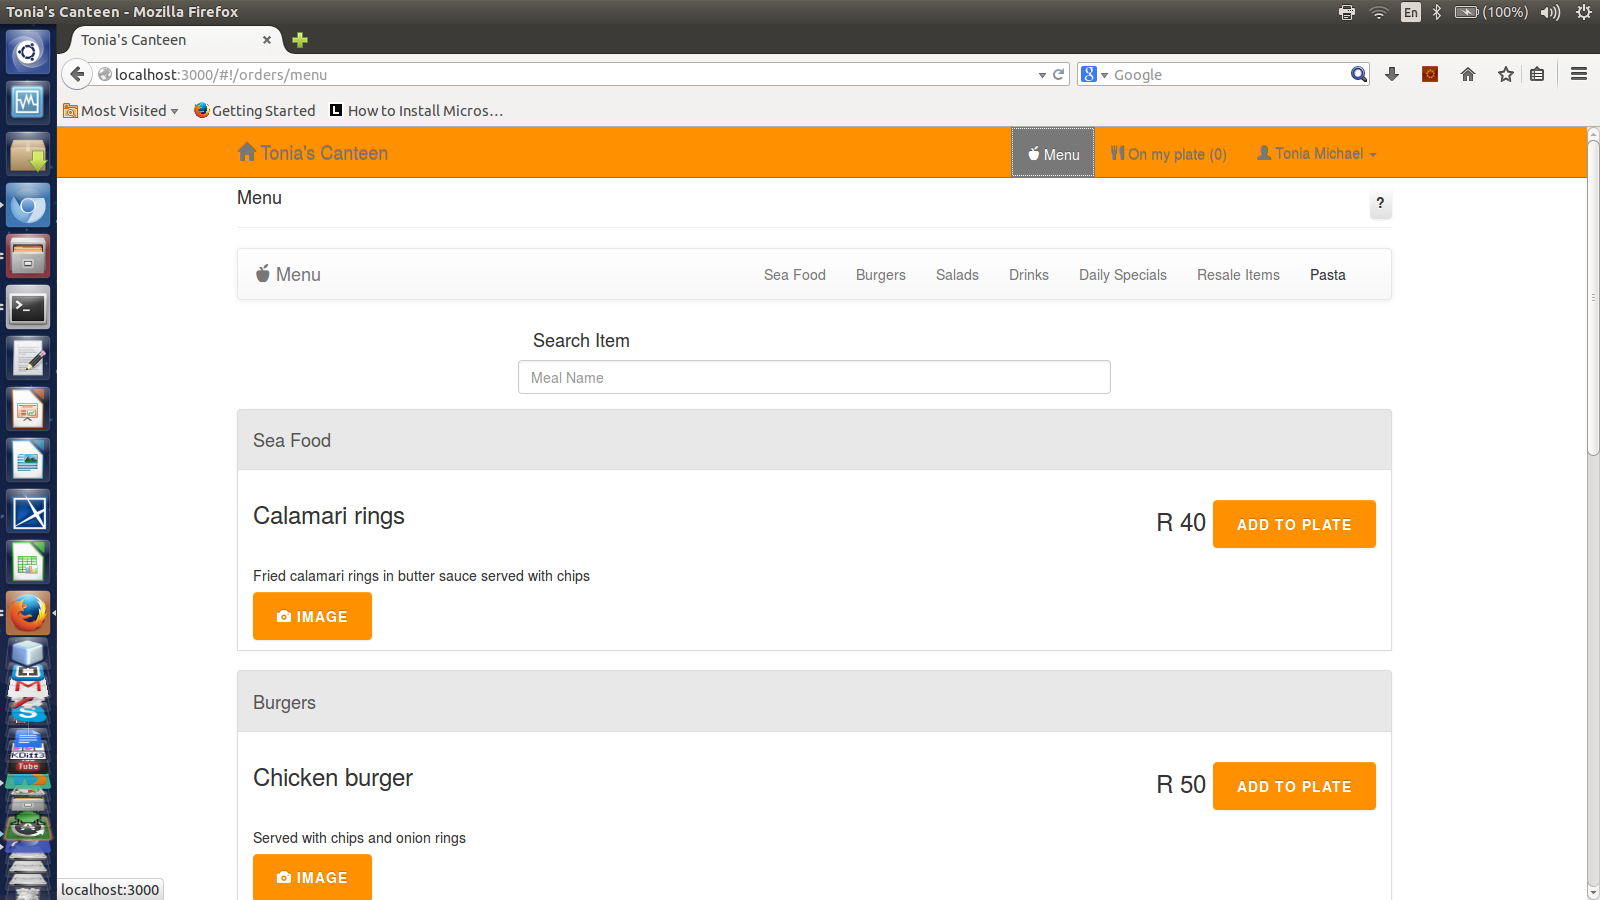 Tonia's Canteen - Mozilla Firefox
En
(100%)
Tonia's Canteen
localhost:3000/#!/orders/menu
Google
Most Visited
Getting Started
How to Install Micros...
Tonia's Canteen
Menu
On my plate (0)
Tonia Michael
Menu
?
Menu
Sea Food
Burgers
Salads
Drinks
Daily Specials
Resale Items
Pasta
Search Item
Meal Name
Sea Food
Calamari rings
R 40
ADD TO PLATE
Fried calamari rings in butter sauce served with chips
IMAGE
Burgers
Chicken burger
R 50
ADD TO PLATE
Served with chips and onion rings
IMAGE
localhost:3000